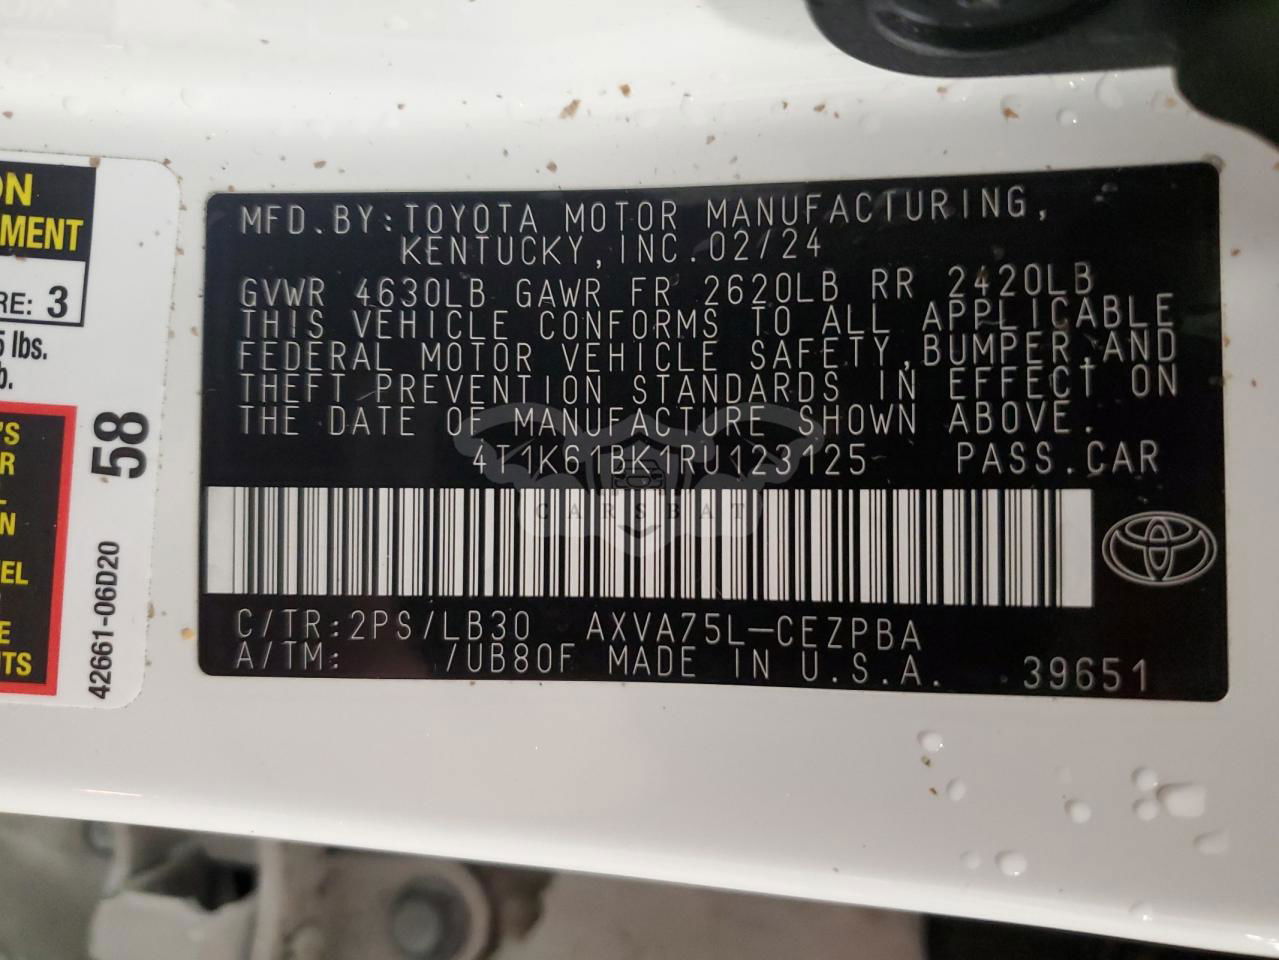 MFD.BY:TOYOTA MOTOR MANUFACTURING,
KENTUCKY,INC.02/24
GVWR 4630LB GAWR FR 2620LB RR 2420LB
THIS VEHICLE CONFORMS TO ALL APPLICABLE
FEDERAL MOTOR VEHICLE SAFETY,BUMPER,AND
THEFT PREVENTION STANDARDS IN EFFECT ON
THE DATE OF MANUFACTURE SHOWN ABOVE.
4T1K61BK1RU123125 PASS.CAR
CARSBAT
C/TR:2PS/LB30 AXVA75L-CEZPBA
A/TM: /UB80F MADE IN U.S.A. 39651
ON
MENT
RE: 3
5 lbs.
b.
'S
R
L
N
EL
E
UTS
58
42661-06D20